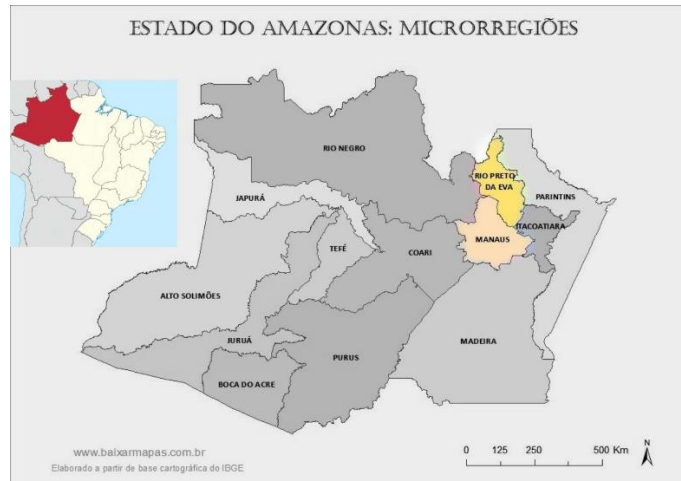 ESTADO DO AMAZONAS: MICRORREGIÕES
RIO NEGRO
RIO PRETO
DA EVA
JAPURÁ
PARINTINS
ITACOATIARA
MANAUS
TEFÉ
COARI
ALTO SOLIMÕES
JURUÁ
MADEIRA
PURUS
BOCA DO ACRE
www.baixarmapas.com.br
Elaborado a partir de base cartográfica do IBGE
0 125 250 500 Km
N